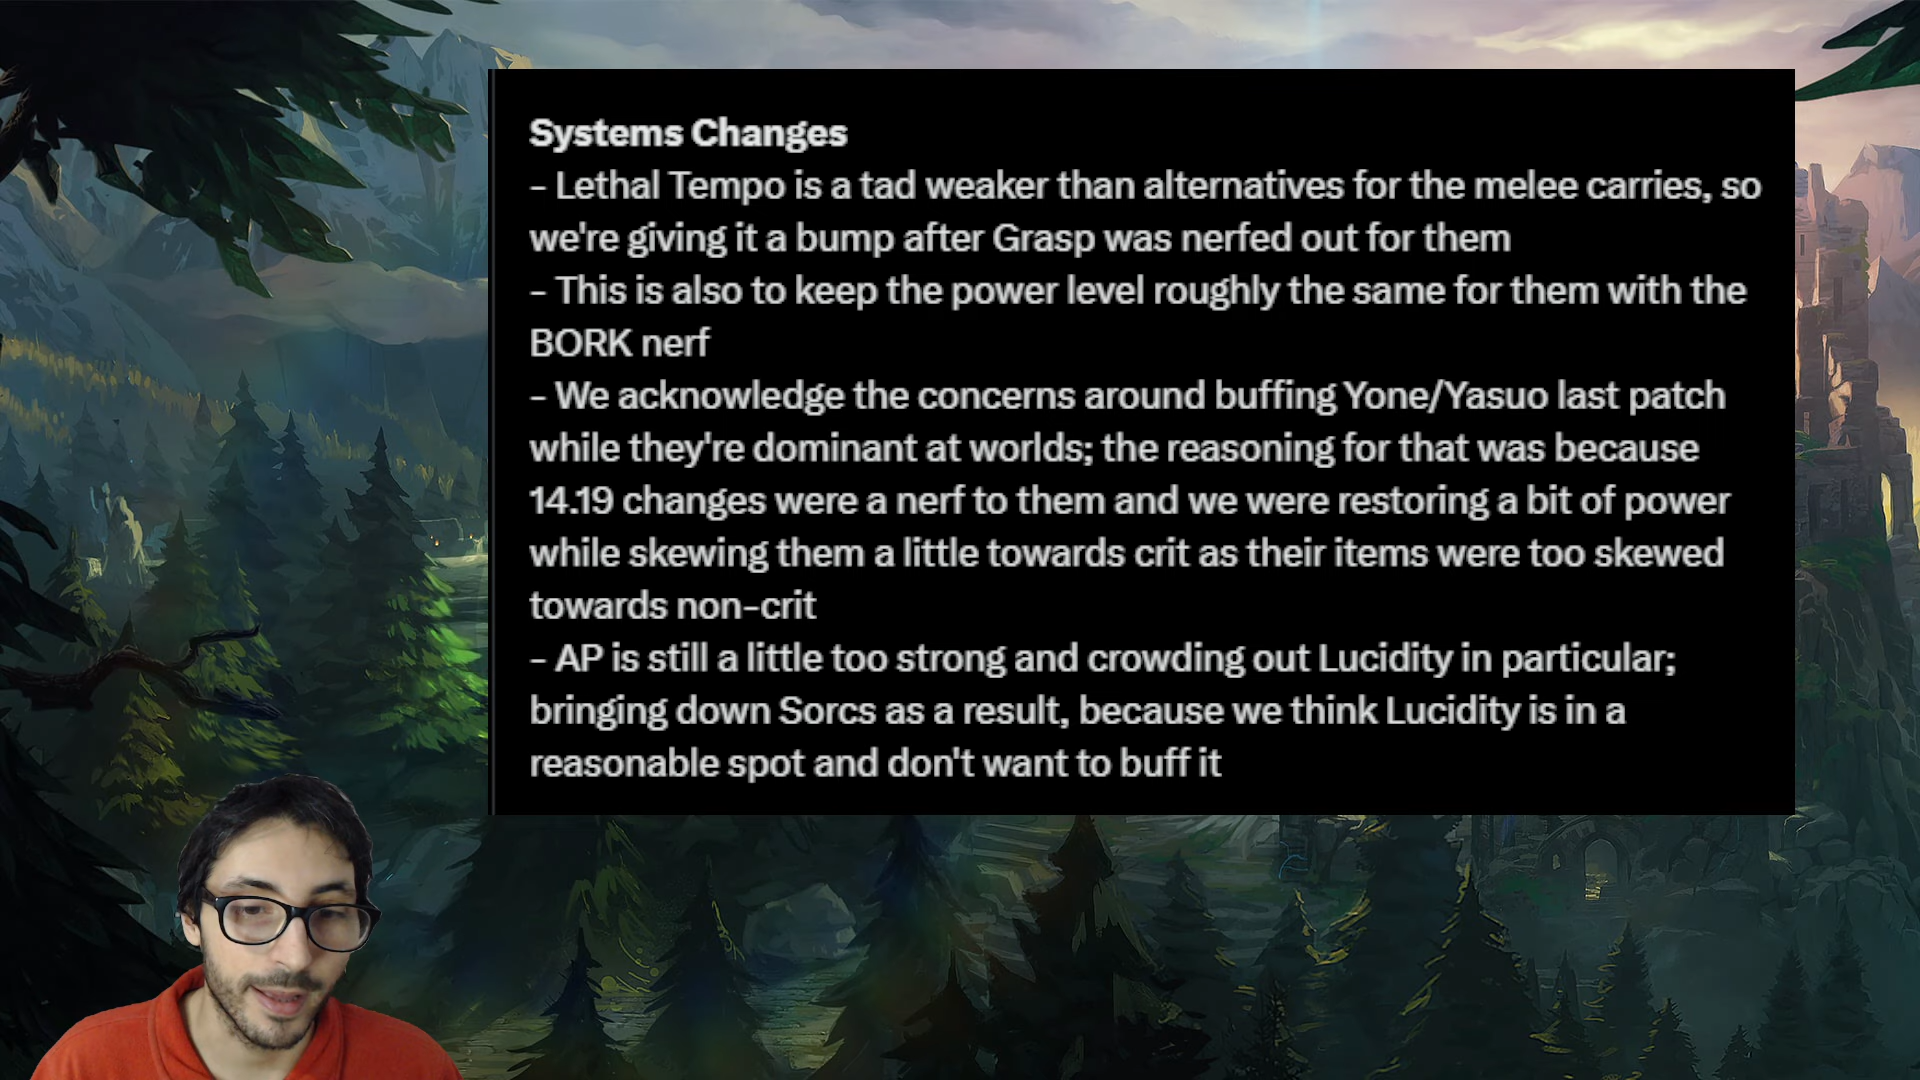 Systems Changes
- Lethal Tempo is a tad weaker than alternatives for the melee carries, so
we're giving it a bump after Grasp was nerfed out for them
- This is also to keep the power level roughly the same for them with the
BORK nerf
- We acknowledge the concerns around buffing Yone/Yasuo last patch
while they're dominant at worlds; the reasoning for that was because
14.19 changes were a nerf to them and we were restoring a bit of power
while skewing them a little towards crit as their items were too skewed
towards non-crit
- AP is still a little too strong and crowding out Lucidity in particular;
bringing down Sorcs as a result, because we think Lucidity is in a
reasonable spot and don't want to buff it